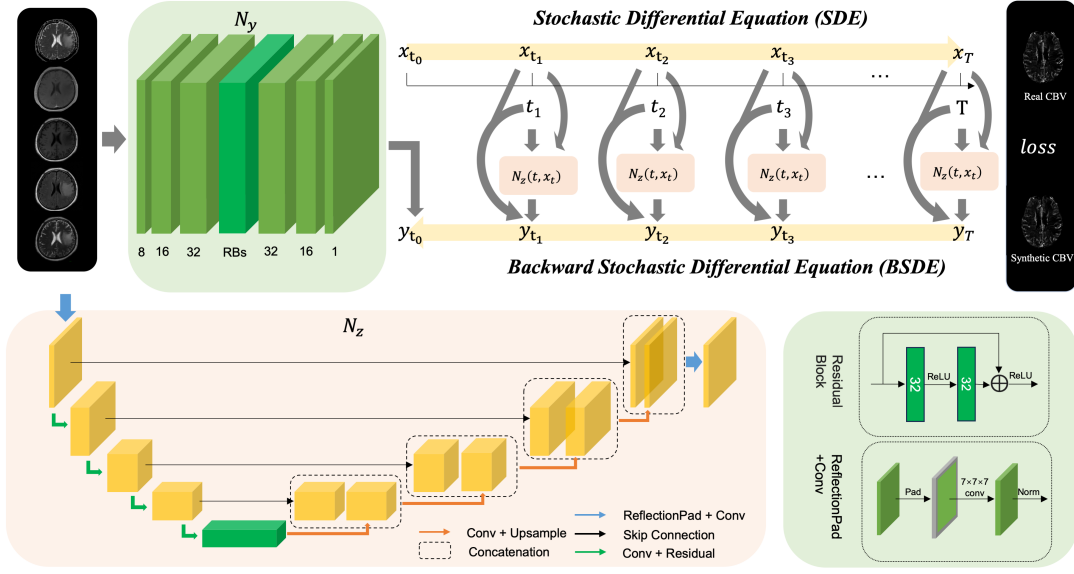 N_y
8 16 32 RBs 32 16 1
Stochastic Differential Equation (SDE)
x_{t_0} x_{t_1} x_{t_2} x_{t_3} x_T
...
t_1 t_2 t_3 T
N_z(t, x_t) N_z(t, x_t) N_z(t, x_t) ... N_z(t, x_t)
y_{t_0} y_{t_1} y_{t_2} y_{t_3} y_T
Backward Stochastic Differential Equation (BSDE)
Real CBV
loss
Synthetic CBV
N_z
Conv + Upsample
Concatenation
ReflectionPad + Conv
Skip Connection
Conv + Residual
Residual
Block
32 ReLU 32 ReLU
ReflectionPad
+Conv
Pad
7×7×7
conv
Norm